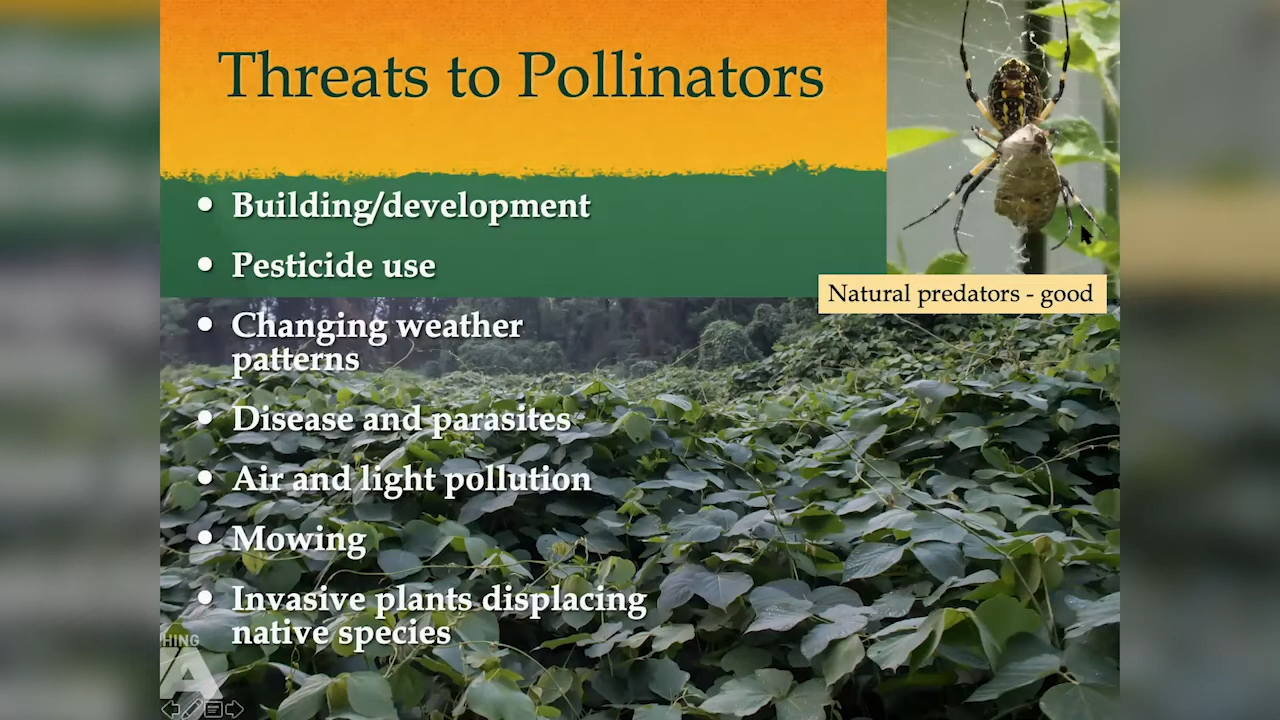 Threats to Pollinators
• Building/development
• Pesticide use
Natural predators - good
• Changing weather
patterns
• Disease and parasites
• Air and light pollution
• Mowing
• Invasive plants displacing
native species
HING
A